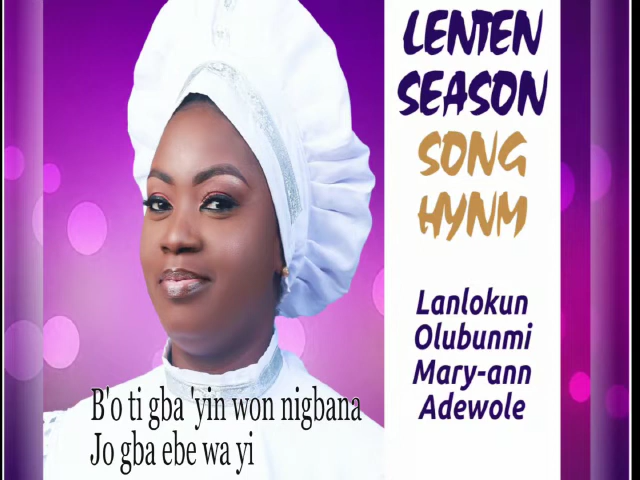 LENTEN
SEASON
SONG
HYNM
Lanlokun
Olubunmi
Mary-ann
Adewole
B'o ti gba 'yin won nigbana
Jo gba ebe wa yi